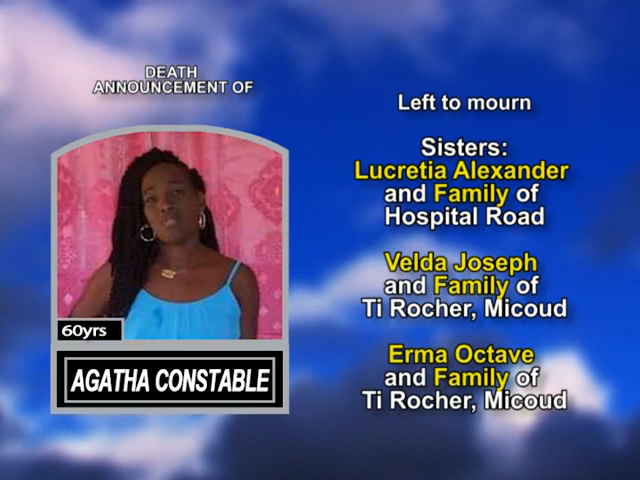 DEATH
ANNOUNCEMENT OF
60yrs
AGATHA CONSTABLE
Left to mourn
Sisters:
Lucretia Alexander
and Family of
Hospital Road
Velda Joseph
and Family of
Ti Rocher, Micoud
Erma Octave
and Family of
Ti Rocher, Micoud